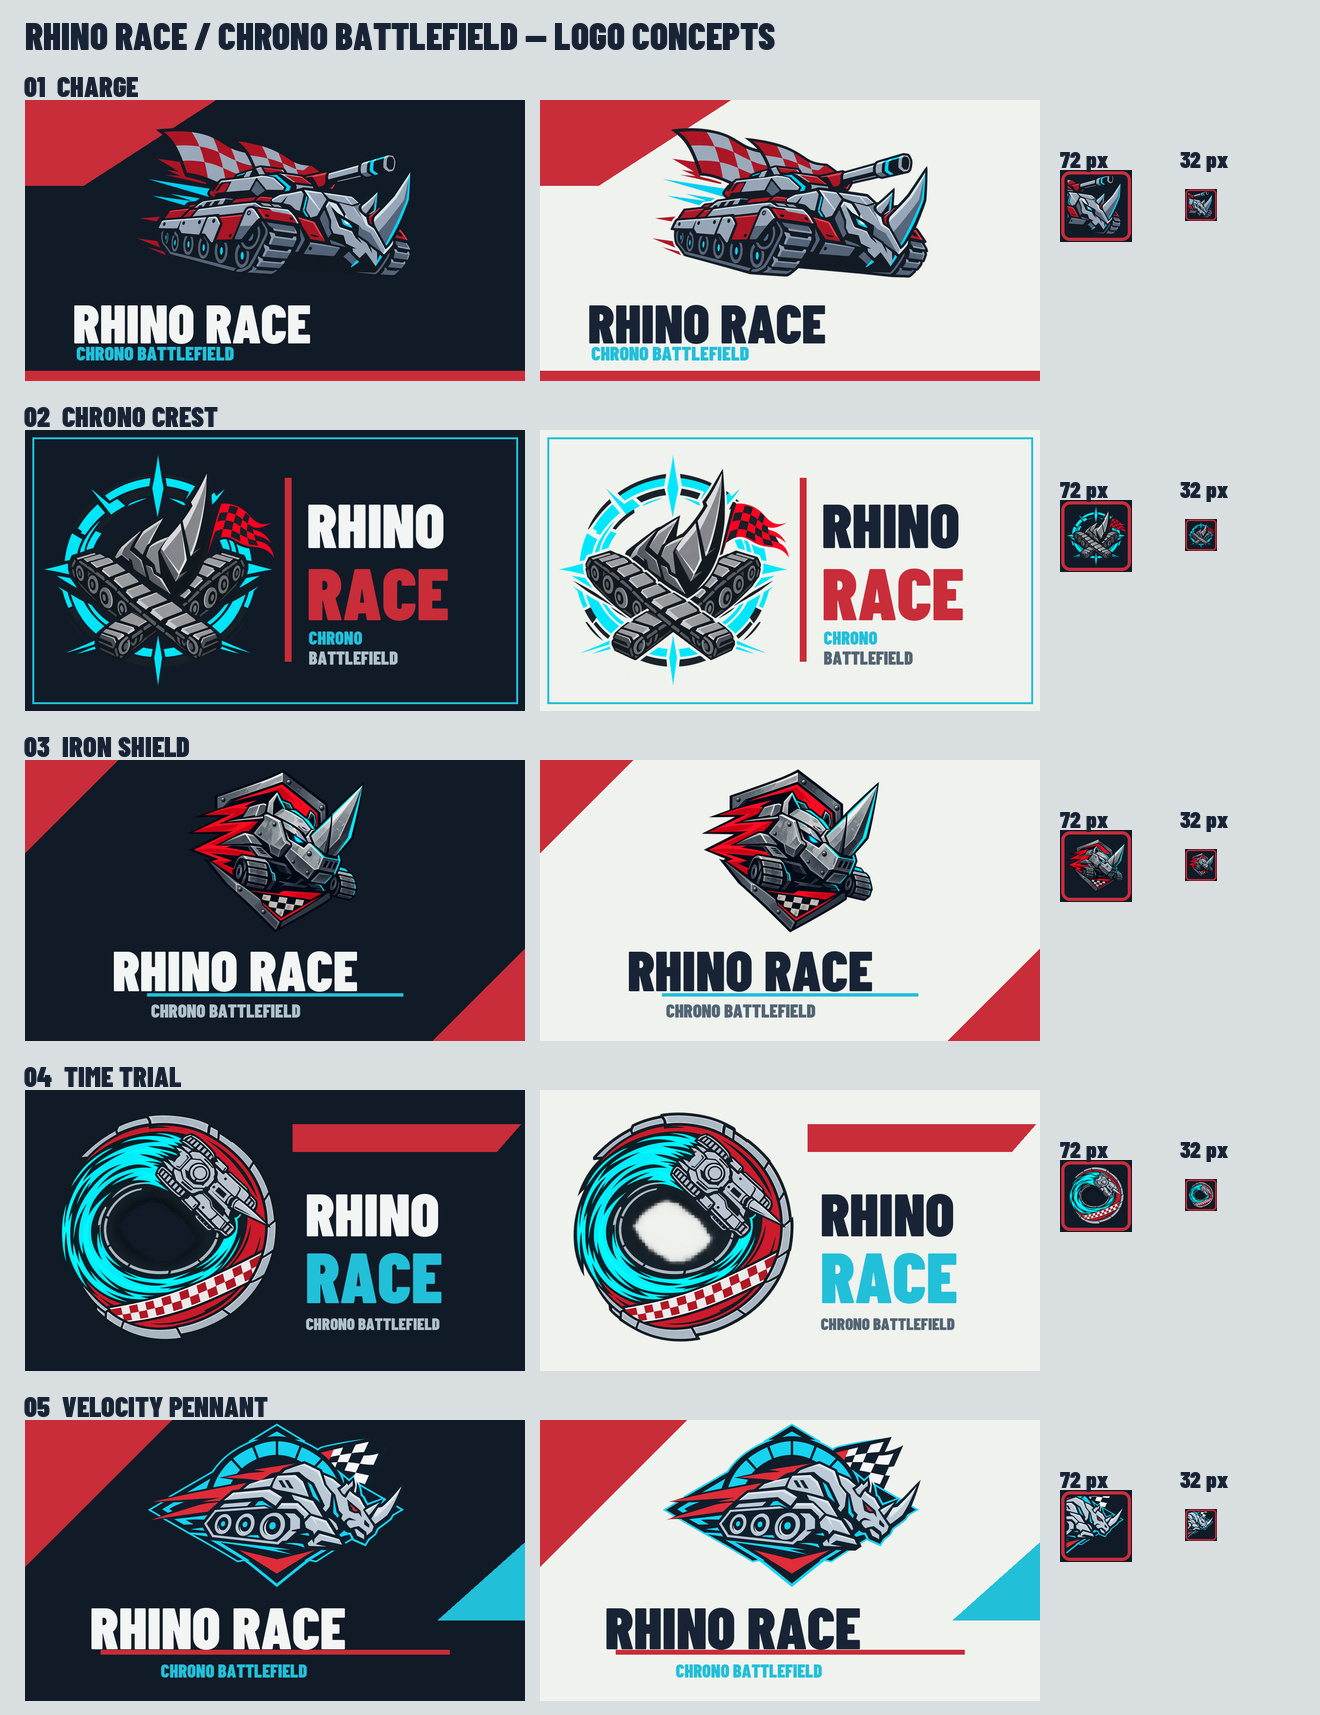 RHINO RACE / CHRONO BATTLEFIELD — LOGO CONCEPTS
01 CHARGE
RHINO RACE
CHRONO BATTLEFIELD
RHINO RACE
CHRONO BATTLEFIELD
72 px
32 px
02 CHRONO CREST
RHINO
RACE
CHRONO
BATTLEFIELD
RHINO
RACE
CHRONO
BATTLEFIELD
72 px
32 px
03 IRON SHIELD
RHINO RACE
CHRONO BATTLEFIELD
RHINO RACE
CHRONO BATTLEFIELD
72 px
32 px
04 TIME TRIAL
RHINO
RACE
CHRONO BATTLEFIELD
RHINO
RACE
CHRONO BATTLEFIELD
72 px
32 px
05 VELOCITY PENNANT
RHINO RACE
CHRONO BATTLEFIELD
RHINO RACE
CHRONO BATTLEFIELD
72 px
32 px